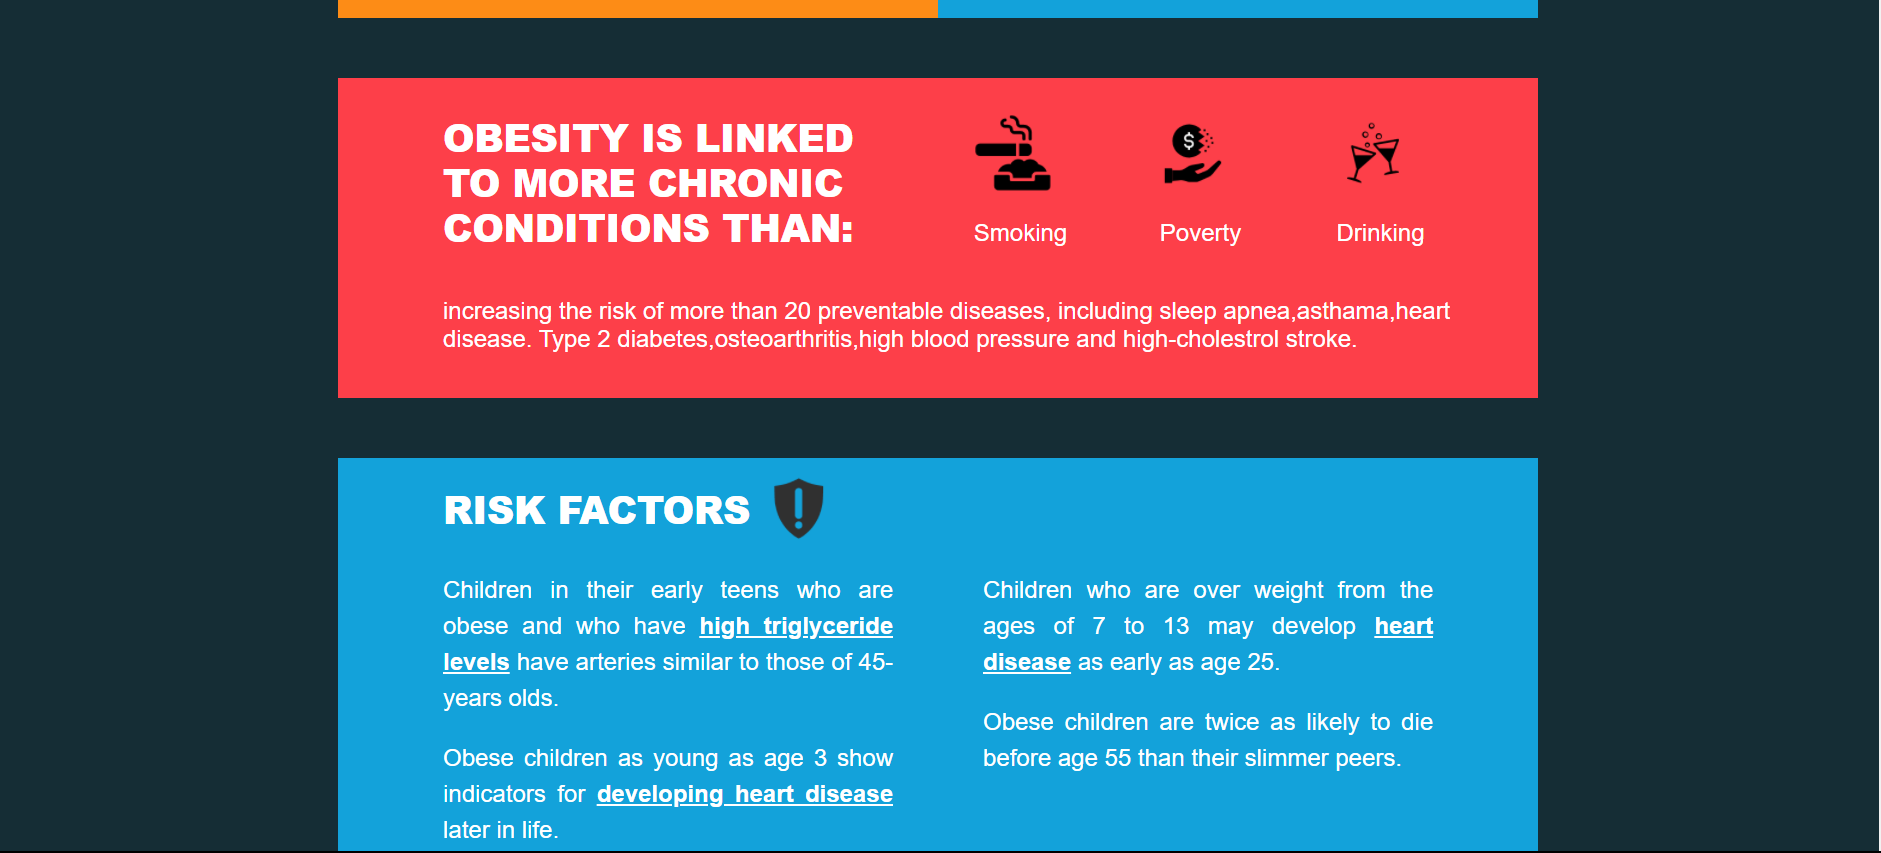 OBESITY IS LINKED
TO MORE CHRONIC
CONDITIONS THAN:
$
Smoking
Poverty
Drinking
increasing the risk of more than 20 preventable diseases, including sleep apnea,asthama,heart
disease. Type 2 diabetes,osteoarthritis,high blood pressure and high-cholestrol stroke.
RISK FACTORS
Children in their early teens who are
obese and who have high triglyceride
levels have arteries similar to those of 45-
years olds.
Obese children as young as age 3 show
indicators for developing heart disease
later in life.
Children who are over weight from the
ages of 7 to 13 may develop heart
disease as early as age 25.
Obese children are twice as likely to die
before age 55 than their slimmer peers.